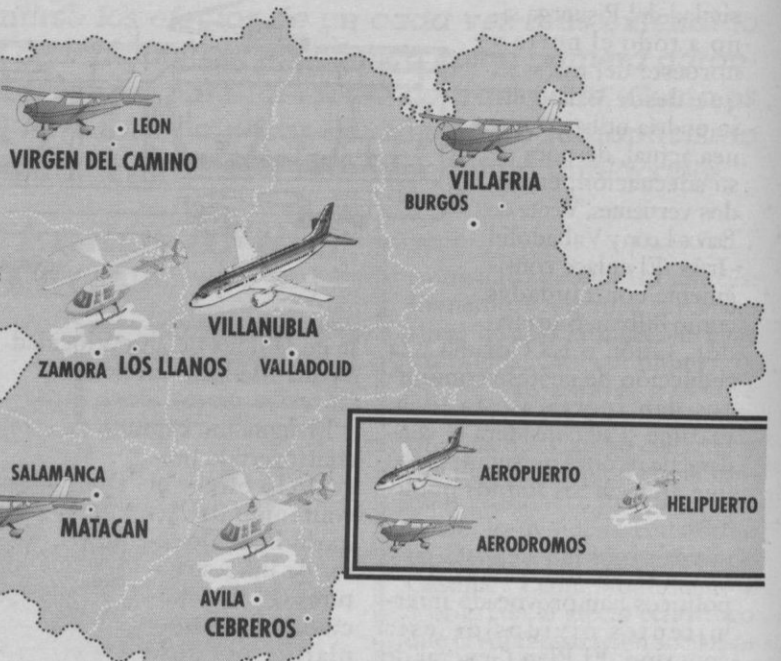 LEON
VIRGEN DEL CAMINO
VILLAFRIA
BURGOS
VILLANUBLA
ZAMORA LOS LLANOS VALLADOLID
SALAMANCA
MATACAN
AEROPUERTO
HELIPUERTO
AERODROMOS
AVILA
CEBREROS